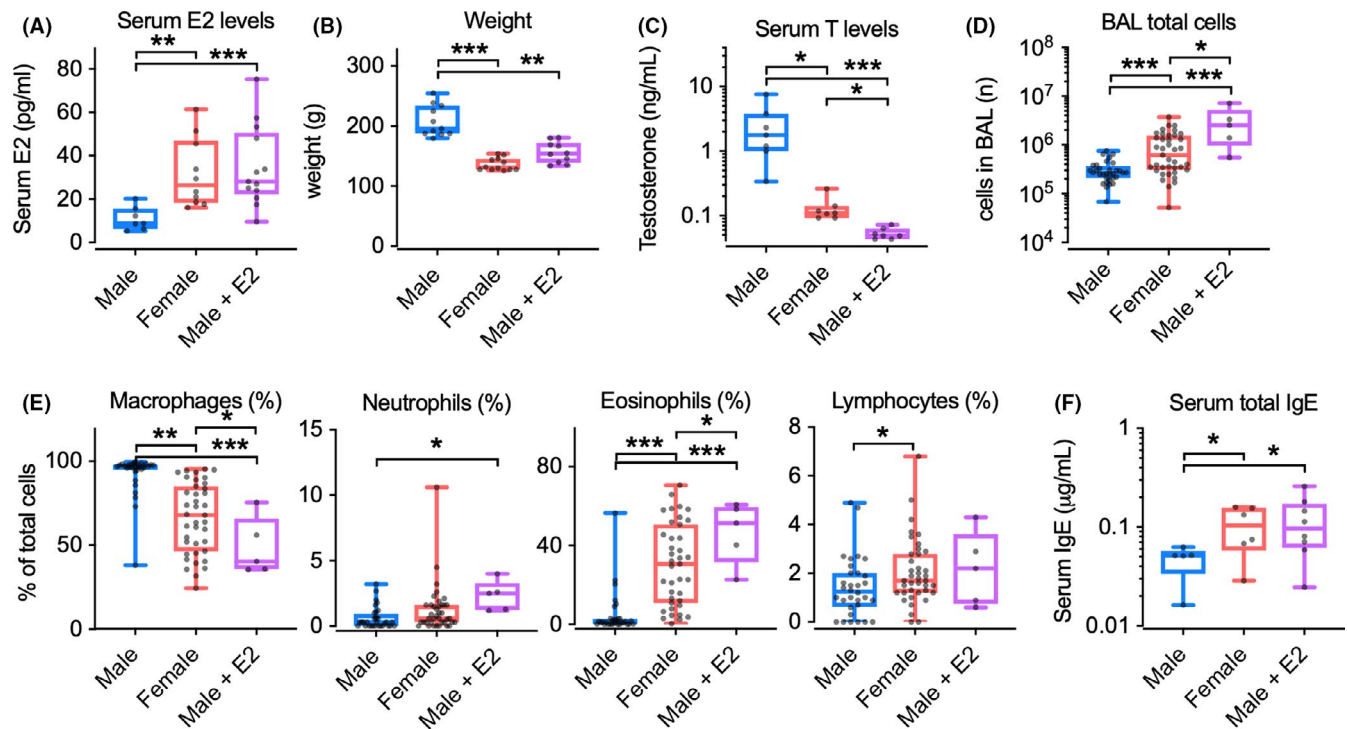 (A)
Serum E2 levels
**
***
Serum E2 (pg/ml)
80
60
40
20
0
Male
Female
Male + E2
(B)
Weight
***
**
weight (g)
300
200
100
0
Male
Female
Male + E2
(C)
Serum T levels
*
***
*
Testosterone (ng/mL)
10
1
0.1
Male
Female
Male + E2
(D)
BAL total cells
*
***
***
cells in BAL (n)
10⁸
10⁷
10⁶
10⁵
10⁴
Male
Female
Male + E2
(E)
Macrophages (%)
*
**
***
% of total cells
100
50
0
Male
Female
Male + E2
Neutrophils (%)
*
15
10
5
0
Male
Female
Male + E2
Eosinophils (%)
*
***
***
80
40
0
Male
Female
Male + E2
Lymphocytes (%)
*
8
6
4
2
0
Male
Female
Male + E2
(F)
Serum total IgE
*
*
Serum IgE (µg/mL)
1
0.1
0.01
Male
Female
Male + E2